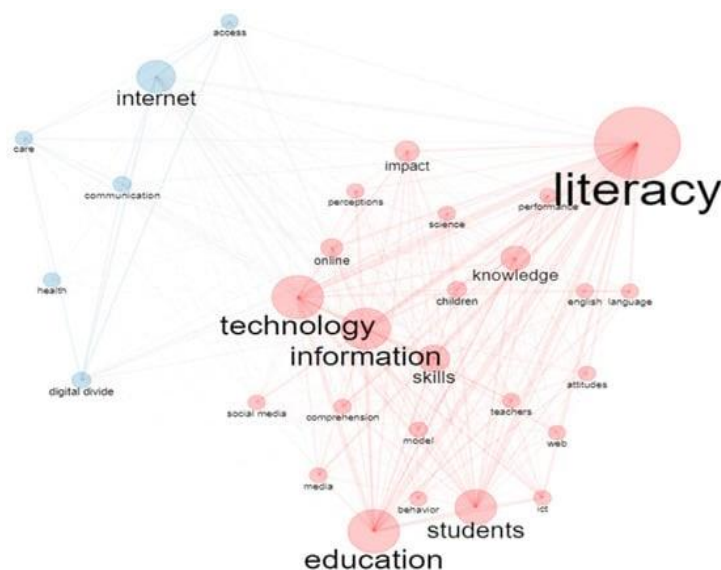 access
internet
care
communication
impact
literacy
perceptions
performance
science
online
knowledge
health
children
english
language
technology
information
skills
digital divide
attitudes
social media
comprehension
teachers
model
web
media
behavior
ict
students
education